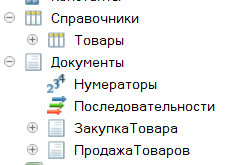 Справочники
Товары
Документы
Нумераторы
Последовательности
ЗакупкаТовара
ПродажаТоваров